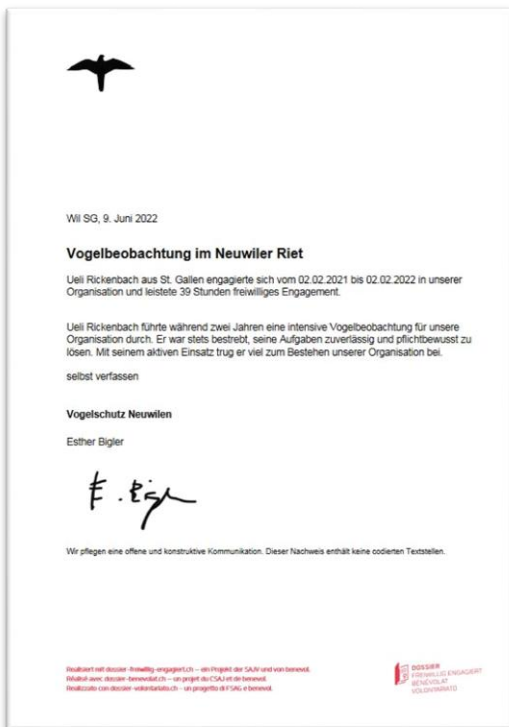 Wil SG, 9. Juni 2022
Vogelbeobachtung im Neuwiler Riet
Ueli Rickenbach aus St. Gallen engagierte sich vom 02.02.2021 bis 02.02.2022 in unserer
Organisation und leistete 39 Stunden freiwilliges Engagement.
Ueli Rickenbach führte während zwei Jahren eine intensive Vogelbeobachtung für unsere
Organisation durch. Er war stets bestrebt, seine Aufgaben zuverlässig und pflichtbewusst zu
lösen. Mit seinem aktiven Einsatz trug er viel zum Bestehen unserer Organisation bei.
selbst verfassen
Vogelschutz Neuwilen
Esther Bigler
E. Bigler
Wir pflegen eine offene und konstruktive Kommunikation. Dieser Nachweis enthält keine codierten Textstellen.
Realisiert mit dossier-freiwillig-engagiert.ch – ein Projekt der SAJV und von benevol.
Réalisé avec dossier-benevolat.ch – un projet du CSAJ et de benevol.
Realizzato con dossier-volontariato.ch - un progetto di FSAG e benevol.
DOSSIER
FREIWILLIG ENGAGIERT
BÉNÉVOLAT
VOLONTARIATO